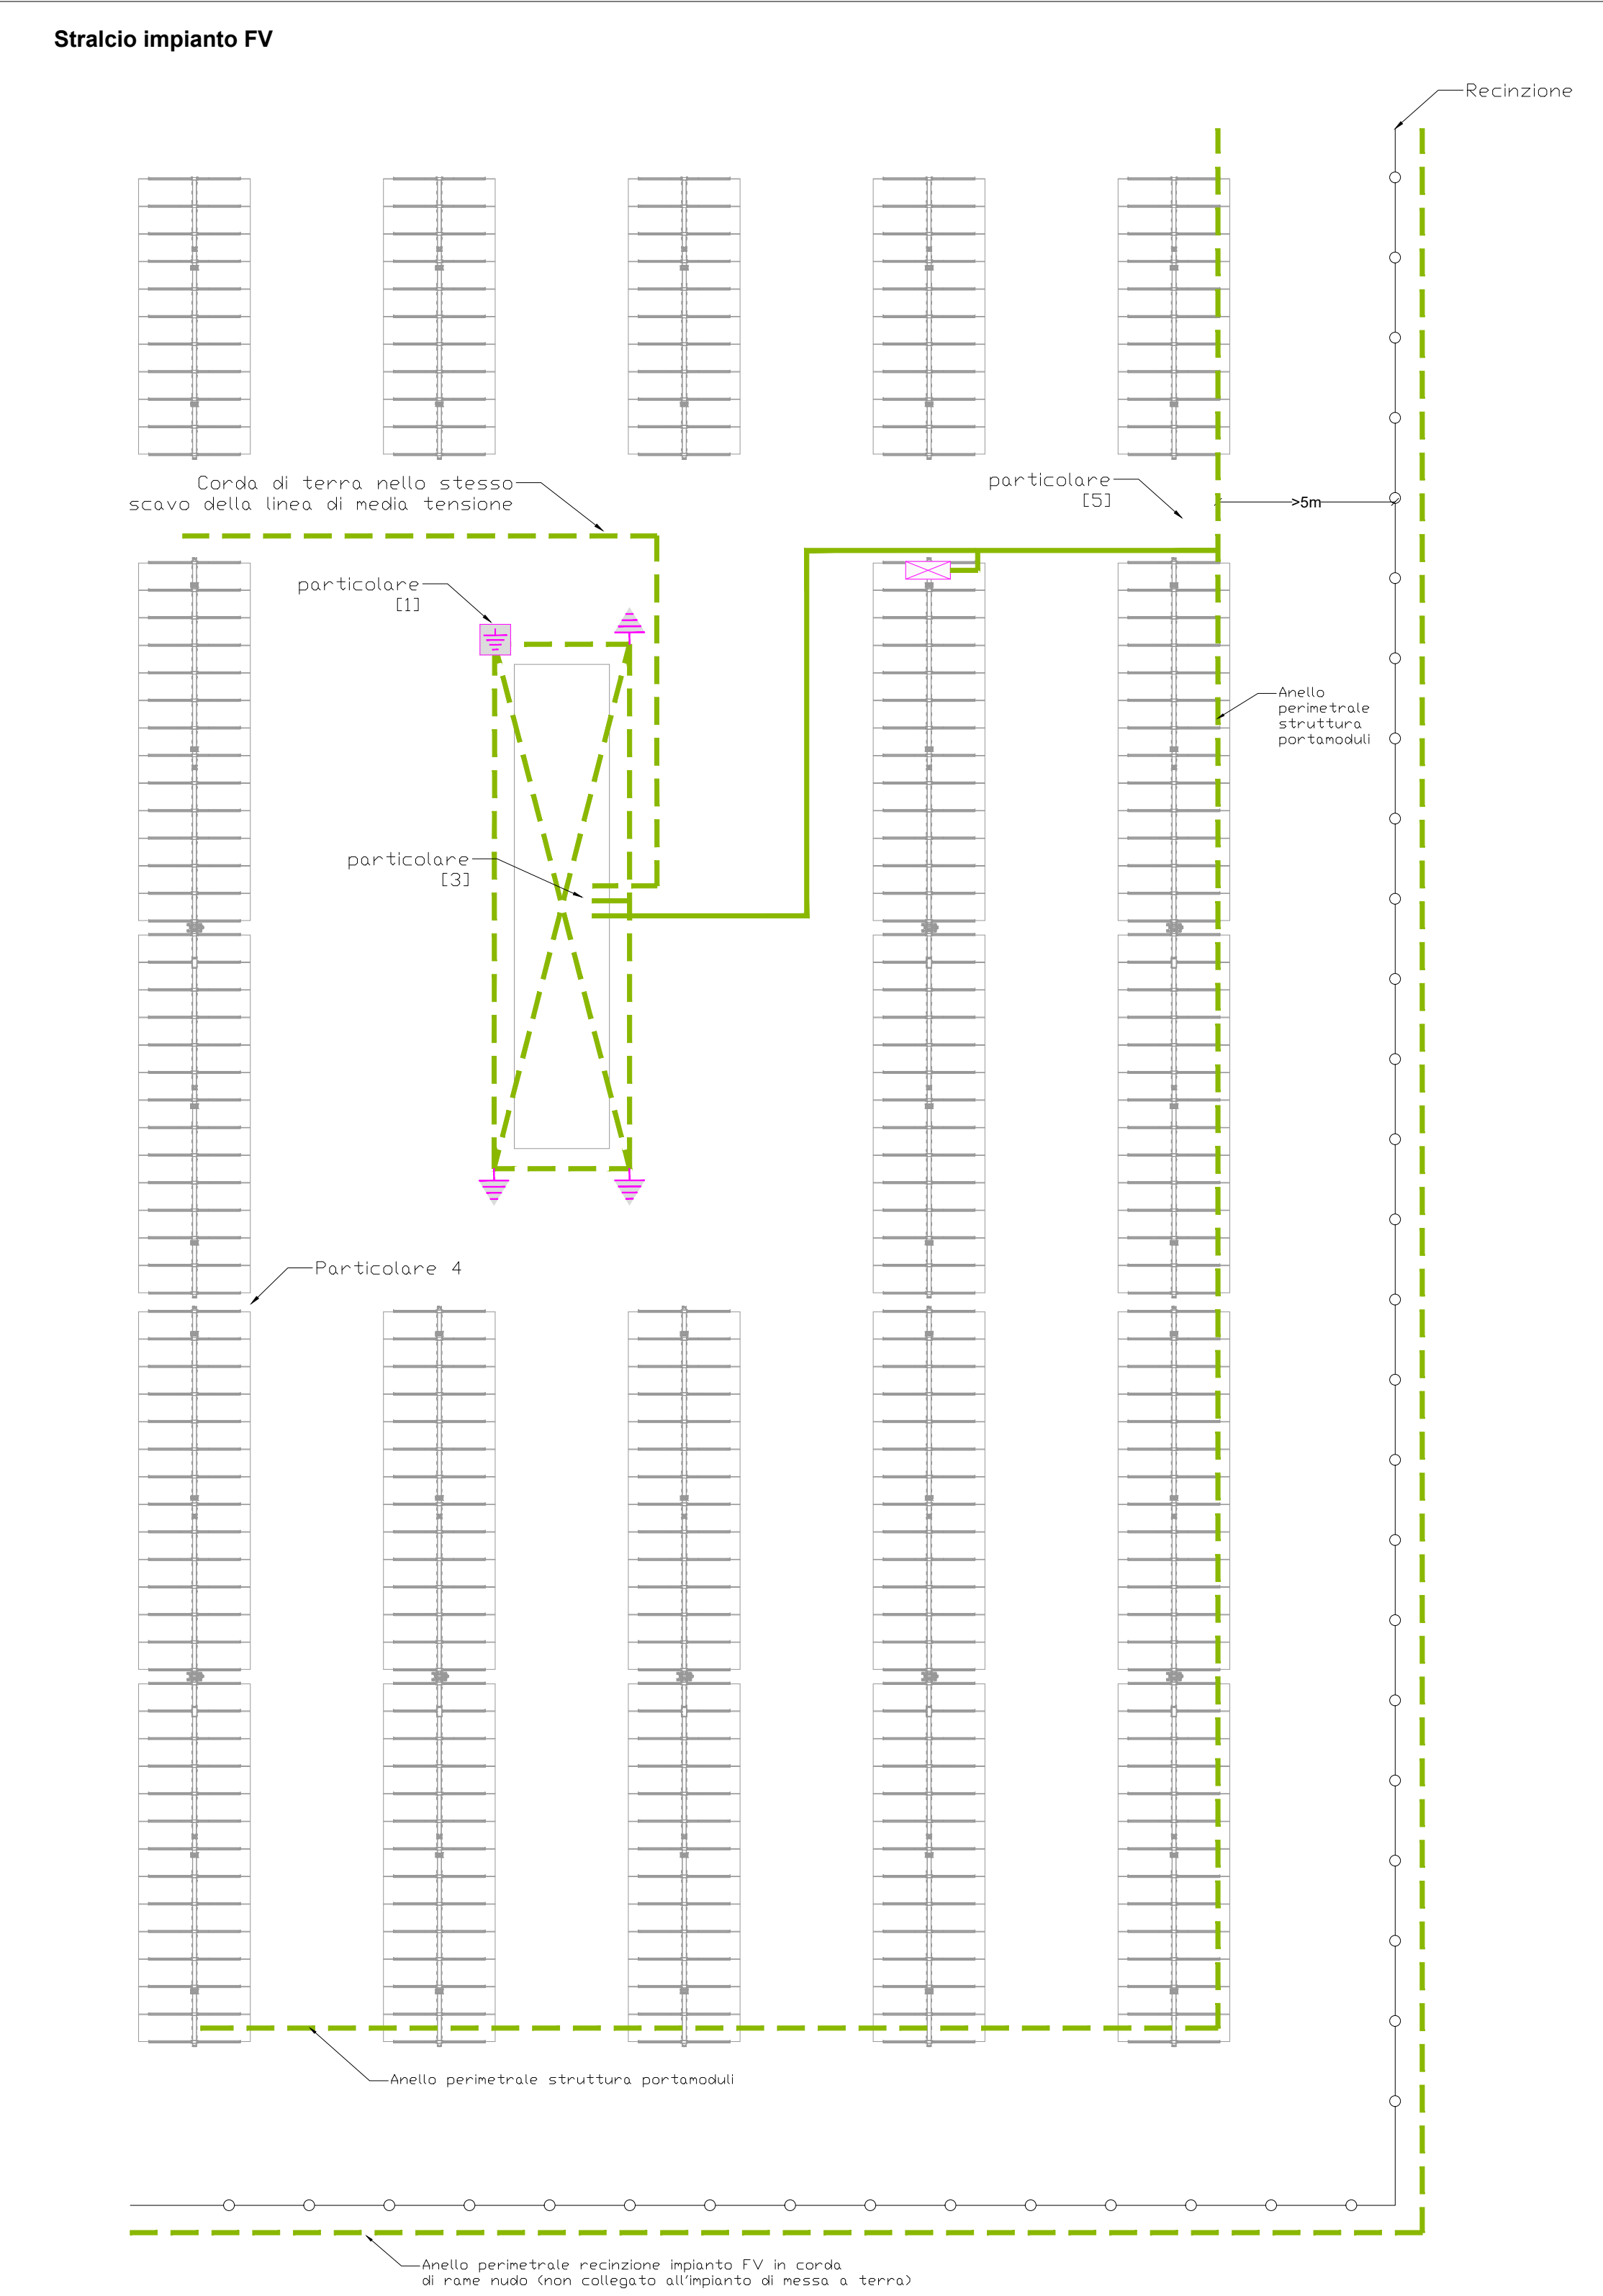 Stralcio impianto FV
Recinzione
Corda di terra nello stesso
scavo della linea di media tensione
particolare
[5]
>5m
particolare
[1]
Anello
perimetrale
struttura
portamoduli
particolare
[3]
Particolare 4
Anello perimetrale struttura portamoduli
Anello perimetrale recinzione impianto FV in corda
di rame nudo (non collegato all'impianto di messa a terra)